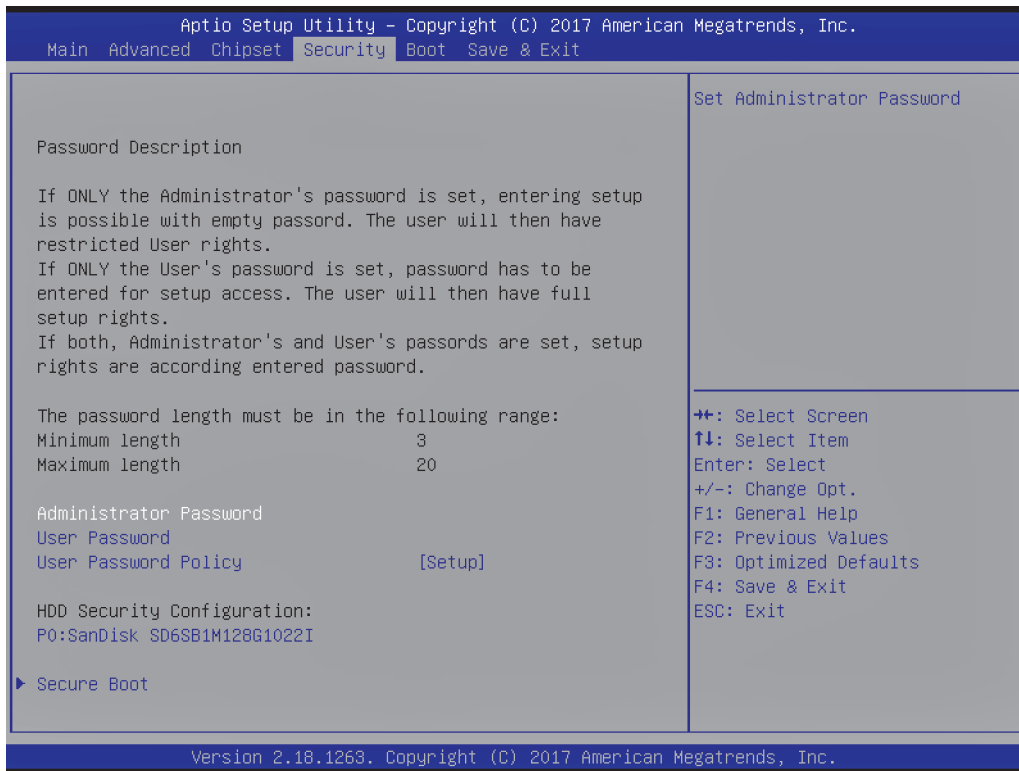 Aptio Setup Utility – Copyright (C) 2017 American Megatrends, Inc.
Main Advanced Chipset Security Boot Save & Exit
Set Administrator Password
Password Description
If ONLY the Administrator's password is set, entering setup
is possible with empty passord. The user will then have
restricted User rights.
If ONLY the User's password is set, password has to be
entered for setup access. The user will then have full
setup rights.
If both, Administrator's and User's passords are set, setup
rights are according entered password.
The password length must be in the following range:
Minimum length 3
Maximum length 20
Administrator Password
User Password
User Password Policy [Setup]
HDD Security Configuration:
P0:SanDisk SD6SB1M128G1022I
Secure Boot
→←: Select Screen
↑↓: Select Item
Enter: Select
+/-: Change Opt.
F1: General Help
F2: Previous Values
F3: Optimized Defaults
F4: Save & Exit
ESC: Exit
Version 2.18.1263. Copyright (C) 2017 American Megatrends, Inc.